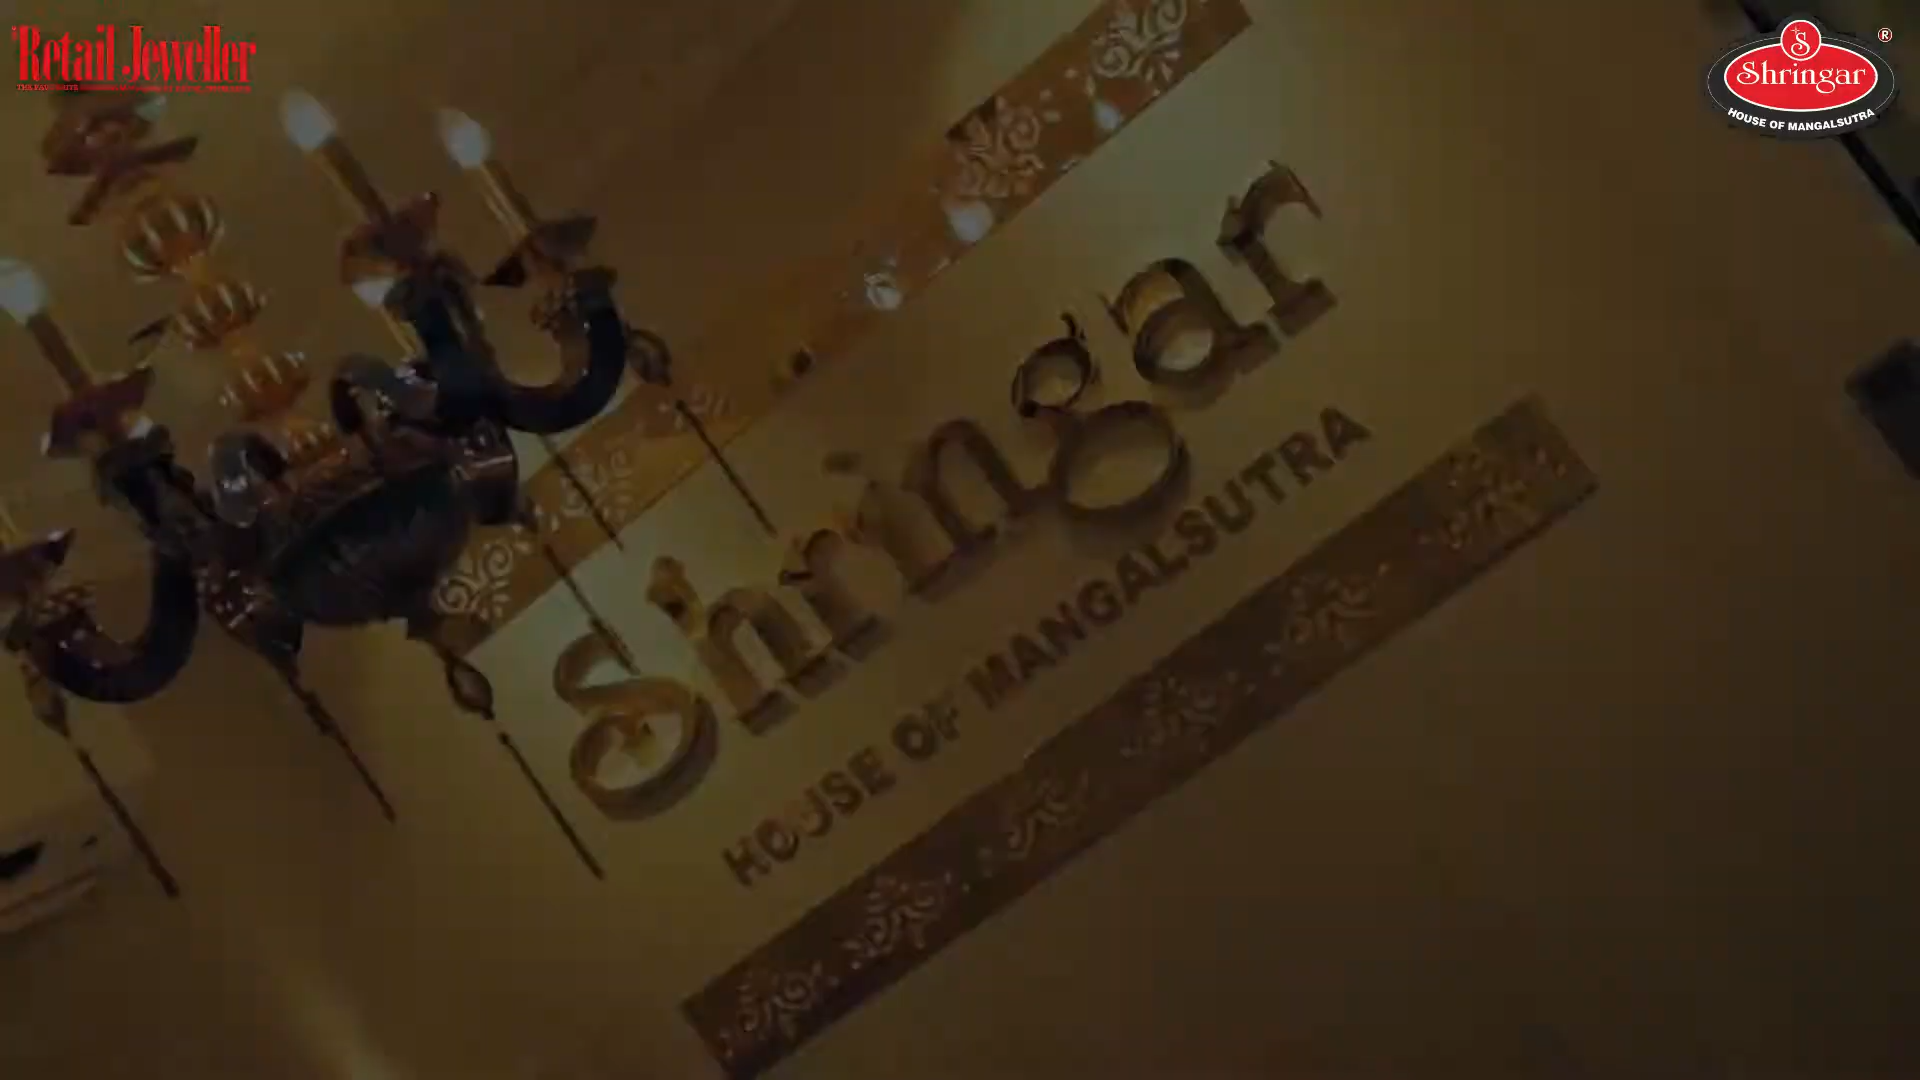 Retail Jeweller
Shringar
®
HOUSE OF MANGALSUTRA
Shringar
HOUSE OF MANGALSUTRA